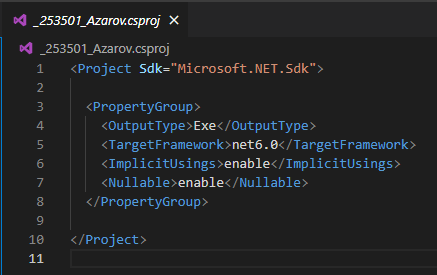 _253501_Azarov.csproj ×
_253501_Azarov.csproj
1 <Project Sdk="Microsoft.NET.Sdk">
2
3 <PropertyGroup>
4 <OutputType>Exe</OutputType>
5 <TargetFramework>net6.0</TargetFramework>
6 <ImplicitUsings>enable</ImplicitUsings>
7 <Nullable>enable</Nullable>
8 </PropertyGroup>
9
10 </Project>
11